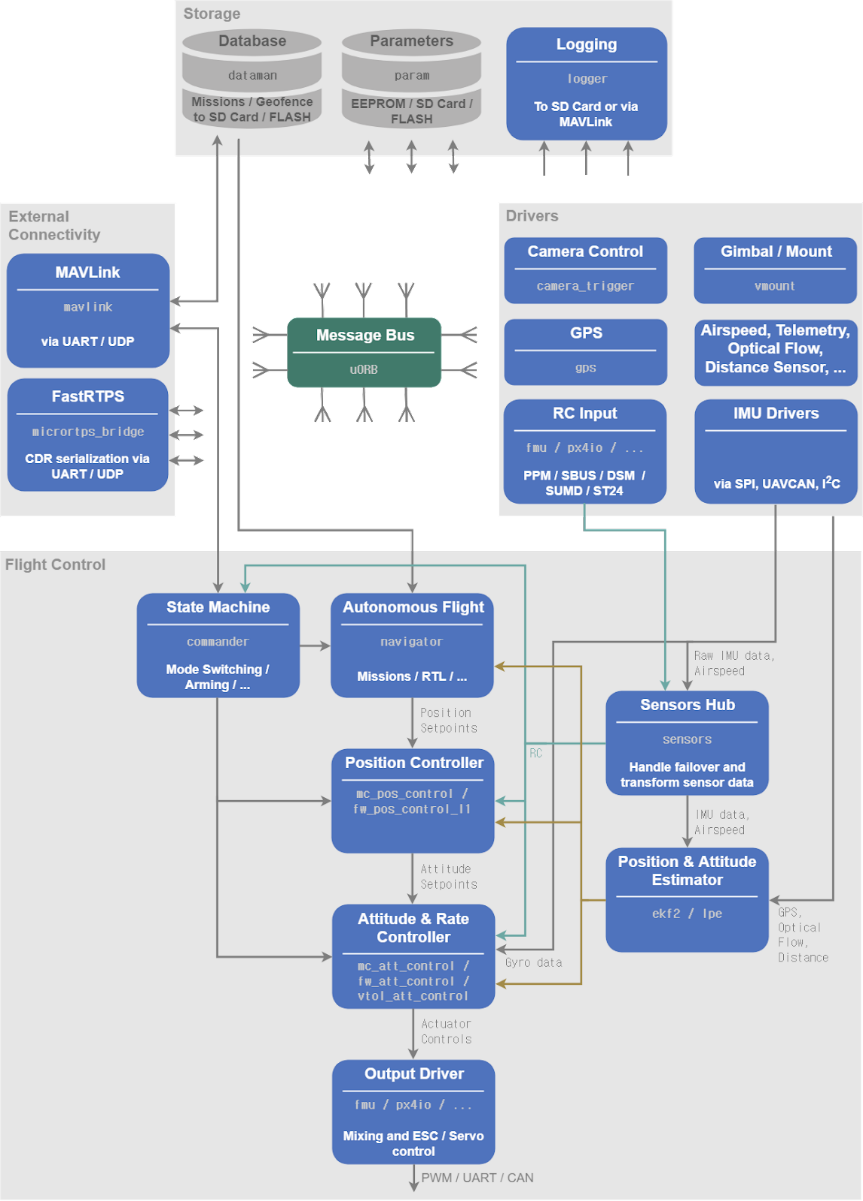 Storage
Database
dataman
Missions / Geofence
to SD Card / FLASH
Parameters
param
EEPROM / SD Card /
FLASH
Logging
logger
To SD Card or via
MAVLink
External
Connectivity
MAVLink
mavlink
via UART / UDP
FastRTPS
micrortps_bridge
CDR serialization via
UART / UDP
Message Bus
uORB
Drivers
Camera Control
camera_trigger
Gimbal / Mount
vmount
GPS
gps
Airspeed, Telemetry,
Optical Flow,
Distance Sensor, ...
RC Input
fmu / px4io / ...
PPM / SBUS / DSM /
SUMD / ST24
IMU Drivers
via SPI, UAVCAN, I²C
Flight Control
State Machine
commander
Mode Switching /
Arming / ...
Autonomous Flight
navigator
Missions / RTL / ...
Raw IMU data,
Airspeed
Position
Setpoints
Sensors Hub
sensors
Handle failover and
transform sensor data
RC
Position Controller
mc_pos_control /
fw_pos_control_l1
IMU data,
Airspeed
Attitude
Setpoints
Position & Attitude
Estimator
ekf2 / lpe
GPS,
Optical
Flow,
Distance
Attitude & Rate
Controller
mc_att_control /
fw_att_control /
vtol_att_control
Gyro data
Actuator
Controls
Output Driver
fmu / px4io / ...
Mixing and ESC / Servo
control
PWM / UART / CAN